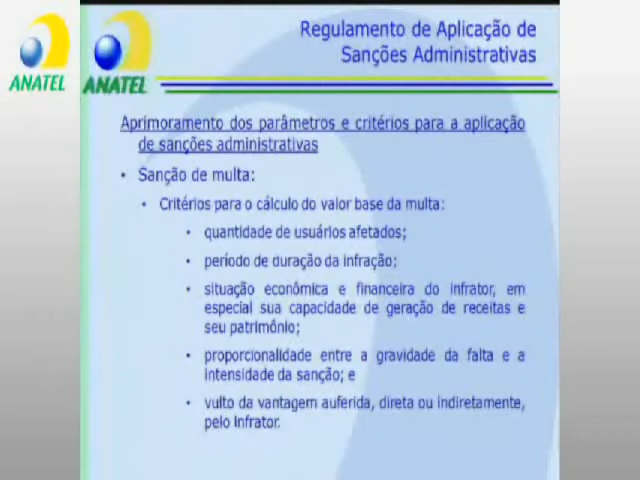 Regulamento de Aplicação de
Sanções Administrativas
ANATEL
ANATEL
Aprimoramento dos parâmetros e critérios para a aplicação
de sanções administrativas
• Sanção de multa:
• Critérios para o cálculo do valor base da multa:
• quantidade de usuários afetados;
• período de duração da infração;
• situação econômica e financeira do infrator, em
especial sua capacidade de geração de receitas e
seu patrimônio;
• proporcionalidade entre a gravidade da falta e a
intensidade da sanção; e
• vulto da vantagem auferida, direta ou indiretamente,
pelo infrator.